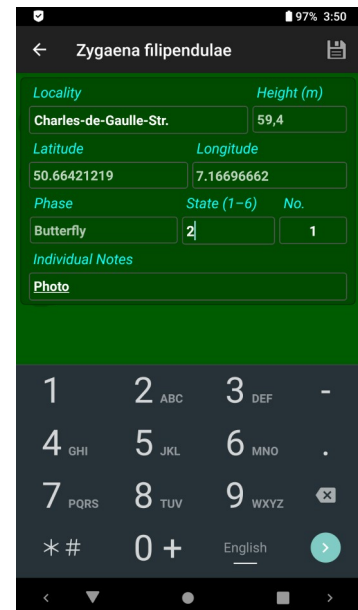 97% 3:50
Zygaena filipendulae
Locality Height (m)
Charles-de-Gaulle-Str. 59,4
Latitude Longitude
50.66421219 7.16696662
Phase State (1–6) No.
Butterfly 2 1
Individual Notes
Photo
1 2 ABC 3 DEF -
4 GHI 5 JKL 6 MNO .
7 PQRS 8 TUV 9 WXYZ
*# 0 + English